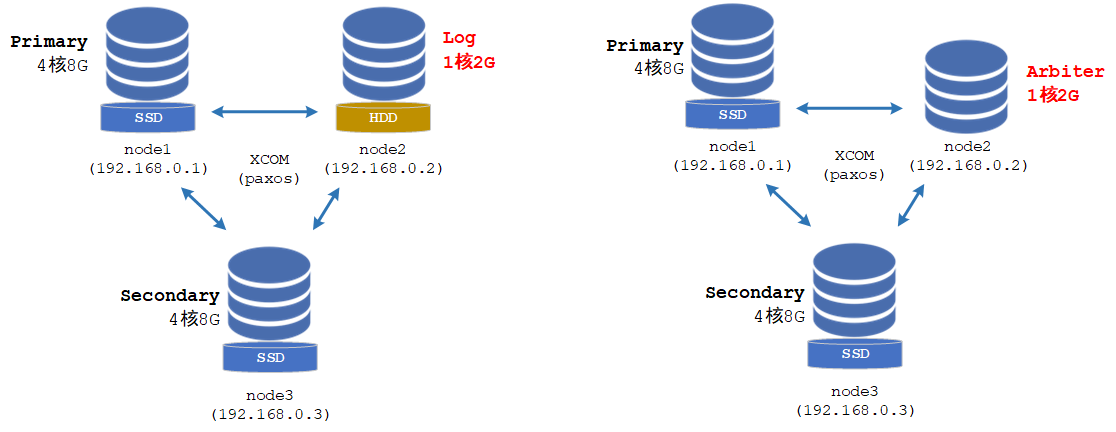 Primary
4核8G
SSD
node1
(192.168.0.1)
Log
1核2G
HDD
node2
(192.168.0.2)
XCOM
(paxos)
Secondary
4核8G
SSD
node3
(192.168.0.3)
Primary
4核8G
SSD
node1
(192.168.0.1)
Arbiter
1核2G
node2
(192.168.0.2)
XCOM
(paxos)
Secondary
4核8G
SSD
node3
(192.168.0.3)